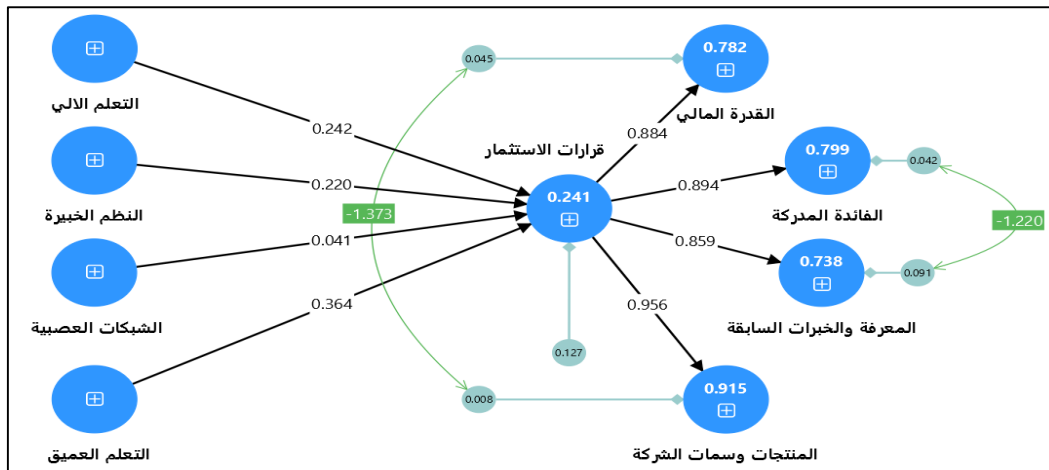 0.782
0.045
التعلم الالي
القدرة المالي
0.242
0.884
قرارات الاستثمار
0.799
0.042
0.220
0.894
0.241
النظم الخبيرة
الفائدة المدركة
-1.373
-1.220
0.041
0.859
0.738
0.091
0.364
0.956
الشبكات العصبية
المعرفة والخبرات السابقة
0.127
0.915
0.008
التعلم العميق
المنتجات وسمات الشركة